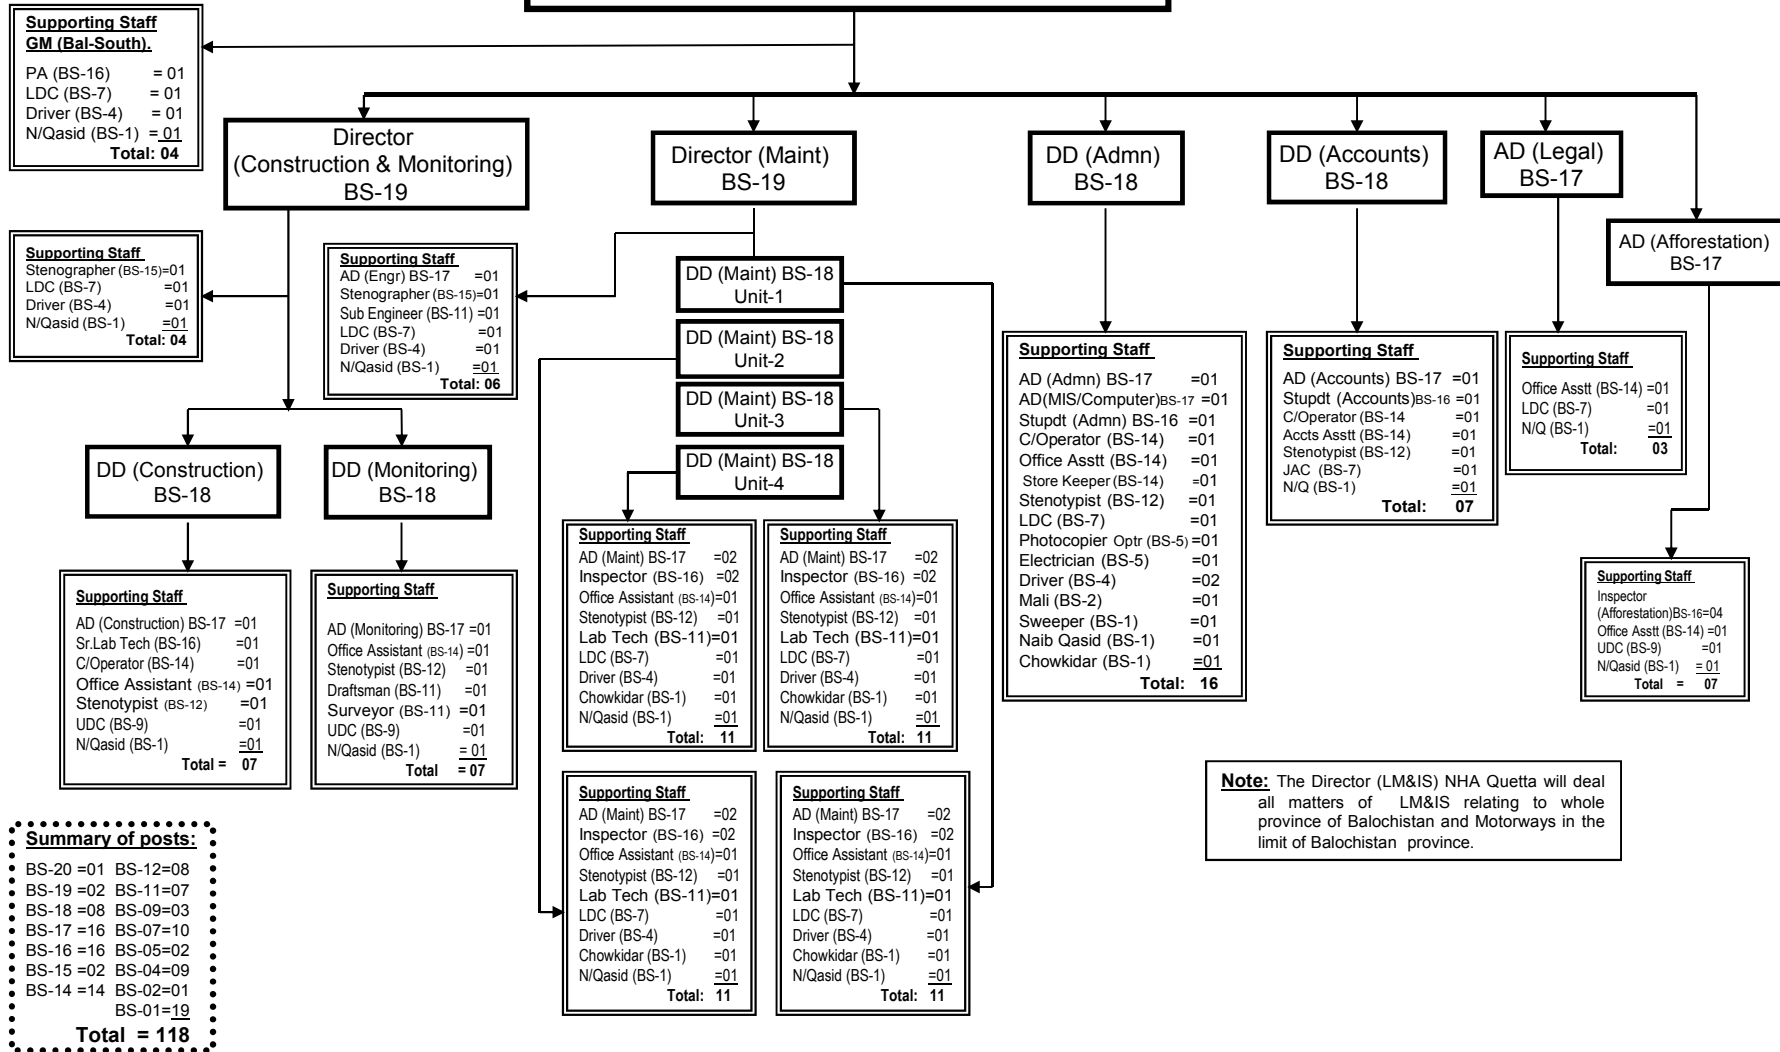 Supporting Staff
GM (Bal-South).
PA (BS-16) = 01
LDC (BS-7) = 01
Driver (BS-4) = 01
N/Qasid (BS-1) = 01
Total: 04
Director
(Construction & Monitoring)
BS-19
Director (Maint)
BS-19
DD (Admn)
BS-18
DD (Accounts)
BS-18
AD (Legal)
BS-17
AD (Afforestation)
BS-17
Supporting Staff
Stenographer (BS-15)=01
LDC (BS-7) =01
Driver (BS-4) =01
N/Qasid (BS-1) =01
Total: 04
Supporting Staff
AD (Engr) BS-17 =01
Stenographer (BS-15)=01
Sub Engineer (BS-11) =01
LDC (BS-7) =01
Driver (BS-4) =01
N/Qasid (BS-1) =01
Total: 06
DD (Maint) BS-18
Unit-1
DD (Maint) BS-18
Unit-2
DD (Maint) BS-18
Unit-3
DD (Maint) BS-18
Unit-4
DD (Construction)
BS-18
DD (Monitoring)
BS-18
Supporting Staff
AD (Construction) BS-17 =01
Sr.Lab Tech (BS-16) =01
C/Operator (BS-14) =01
Office Assistant (BS-14) =01
Stenotypist (BS-12) =01
UDC (BS-9) =01
N/Qasid (BS-1) =01
Total = 07
Supporting Staff
AD (Monitoring) BS-17 =01
Office Assistant (BS-14) =01
Stenotypist (BS-12) =01
Draftsman (BS-11) =01
Surveyor (BS-11) =01
UDC (BS-9) =01
N/Qasid (BS-1) = 01
Total = 07
Supporting Staff
AD (Maint) BS-17 =02
Inspector (BS-16) =02
Office Assistant (BS-14)=01
Stenotypist (BS-12) =01
Lab Tech (BS-11)=01
LDC (BS-7) =01
Driver (BS-4) =01
Chowkidar (BS-1) =01
N/Qasid (BS-1) =01
Total: 11
Supporting Staff
AD (Maint) BS-17 =02
Inspector (BS-16) =02
Office Assistant (BS-14)=01
Stenotypist (BS-12) =01
Lab Tech (BS-11)=01
LDC (BS-7) =01
Driver (BS-4) =01
Chowkidar (BS-1) =01
N/Qasid (BS-1) =01
Total: 11
Supporting Staff
AD (Maint) BS-17 =02
Inspector (BS-16) =02
Office Assistant (BS-14)=01
Stenotypist (BS-12) =01
Lab Tech (BS-11)=01
LDC (BS-7) =01
Driver (BS-4) =01
Chowkidar (BS-1) =01
N/Qasid (BS-1) =01
Total: 11
Supporting Staff
AD (Maint) BS-17 =02
Inspector (BS-16) =02
Office Assistant (BS-14)=01
Stenotypist (BS-12) =01
Lab Tech (BS-11)=01
LDC (BS-7) =01
Driver (BS-4) =01
Chowkidar (BS-1) =01
N/Qasid (BS-1) =01
Total: 11
Supporting Staff
AD (Admn) BS-17 =01
AD(MIS/Computer)BS-17 =01
Stupdt (Admn) BS-16 =01
C/Operator (BS-14) =01
Office Asstt (BS-14) =01
Store Keeper (BS-14) =01
Stenotypist (BS-12) =01
LDC (BS-7) =01
Photocopier Optr (BS-5) =01
Electrician (BS-5) =01
Driver (BS-4) =02
Mali (BS-2) =01
Sweeper (BS-1) =01
Naib Qasid (BS-1) =01
Chowkidar (BS-1) =01
Total: 16
Supporting Staff
AD (Accounts) BS-17 =01
Stupdt (Accounts)BS-16 =01
C/Operator (BS-14 =01
Accts Asstt (BS-14) =01
Stenotypist (BS-12) =01
JAC (BS-7) =01
N/Q (BS-1) =01
Total: 07
Supporting Staff
Office Asstt (BS-14) =01
LDC (BS-7) =01
N/Q (BS-1) =01
Total: 03
Supporting Staff
Inspector
(Afforestation)BS-16=04
Office Asstt (BS-14) =01
UDC (BS-9) =01
N/Qasid (BS-1) = 01
Total = 07
Note: The Director (LM&IS) NHA Quetta will deal
all matters of LM&IS relating to whole
province of Balochistan and Motorways in the
limit of Balochistan province.
Summary of posts:
BS-20 =01 BS-12=08
BS-19 =02 BS-11=07
BS-18 =08 BS-09=03
BS-17 =16 BS-07=10
BS-16 =16 BS-05=02
BS-15 =02 BS-04=09
BS-14 =14 BS-02=01
BS-01=19
Total = 118